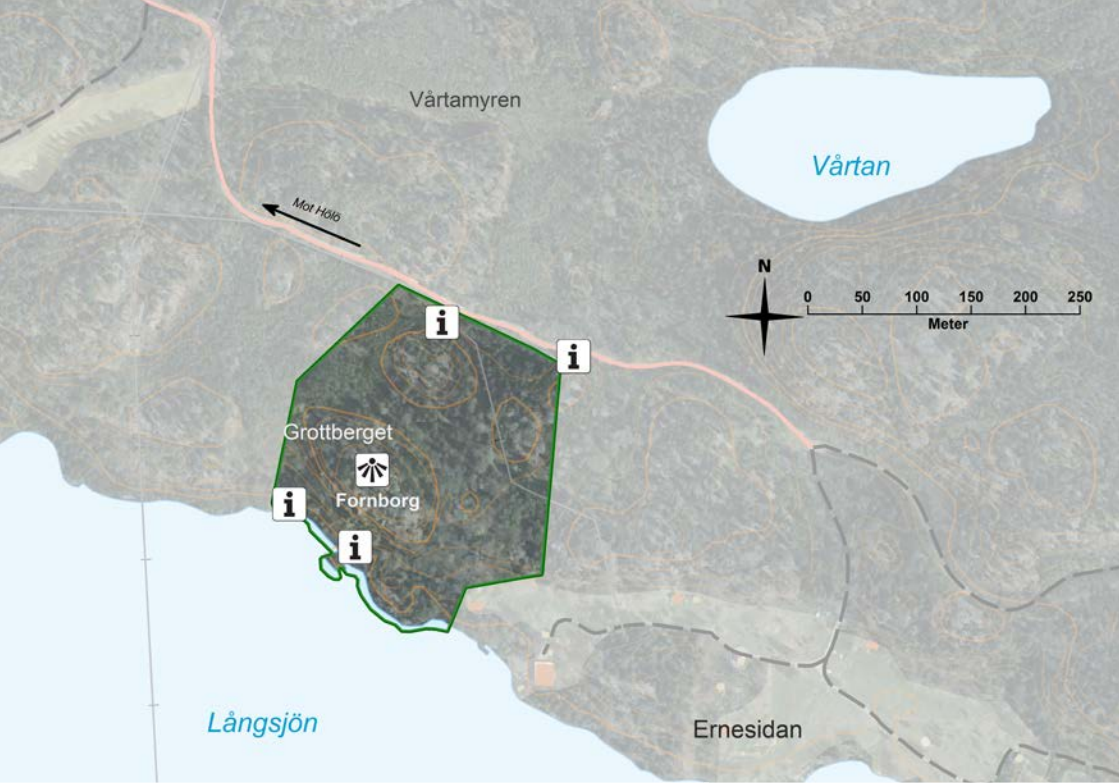 Vårtamyren
Vårtan
Mot Hölö
N
0 50 100 150 200 250
Meter
i
i
Grottberget
i
Fornborg
i
Långsjön
Ernesidan